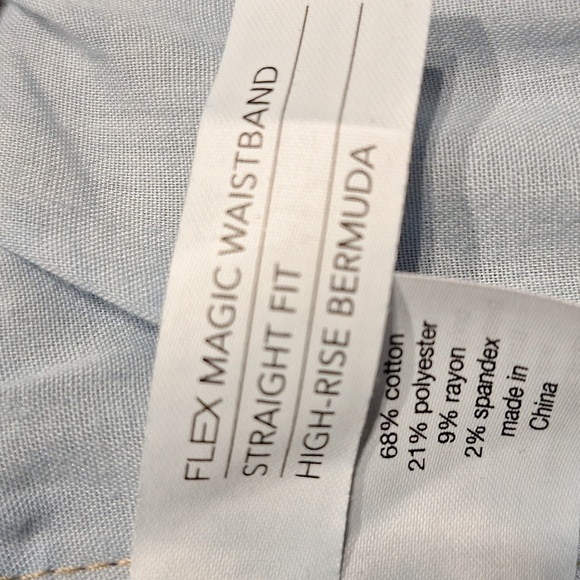 FLEX MAGIC WAISTBAND
STRAIGHT FIT
HIGH-RISE BERMUDA
68% cotton
21% polyester
9% rayon
2% spandex
made in
China